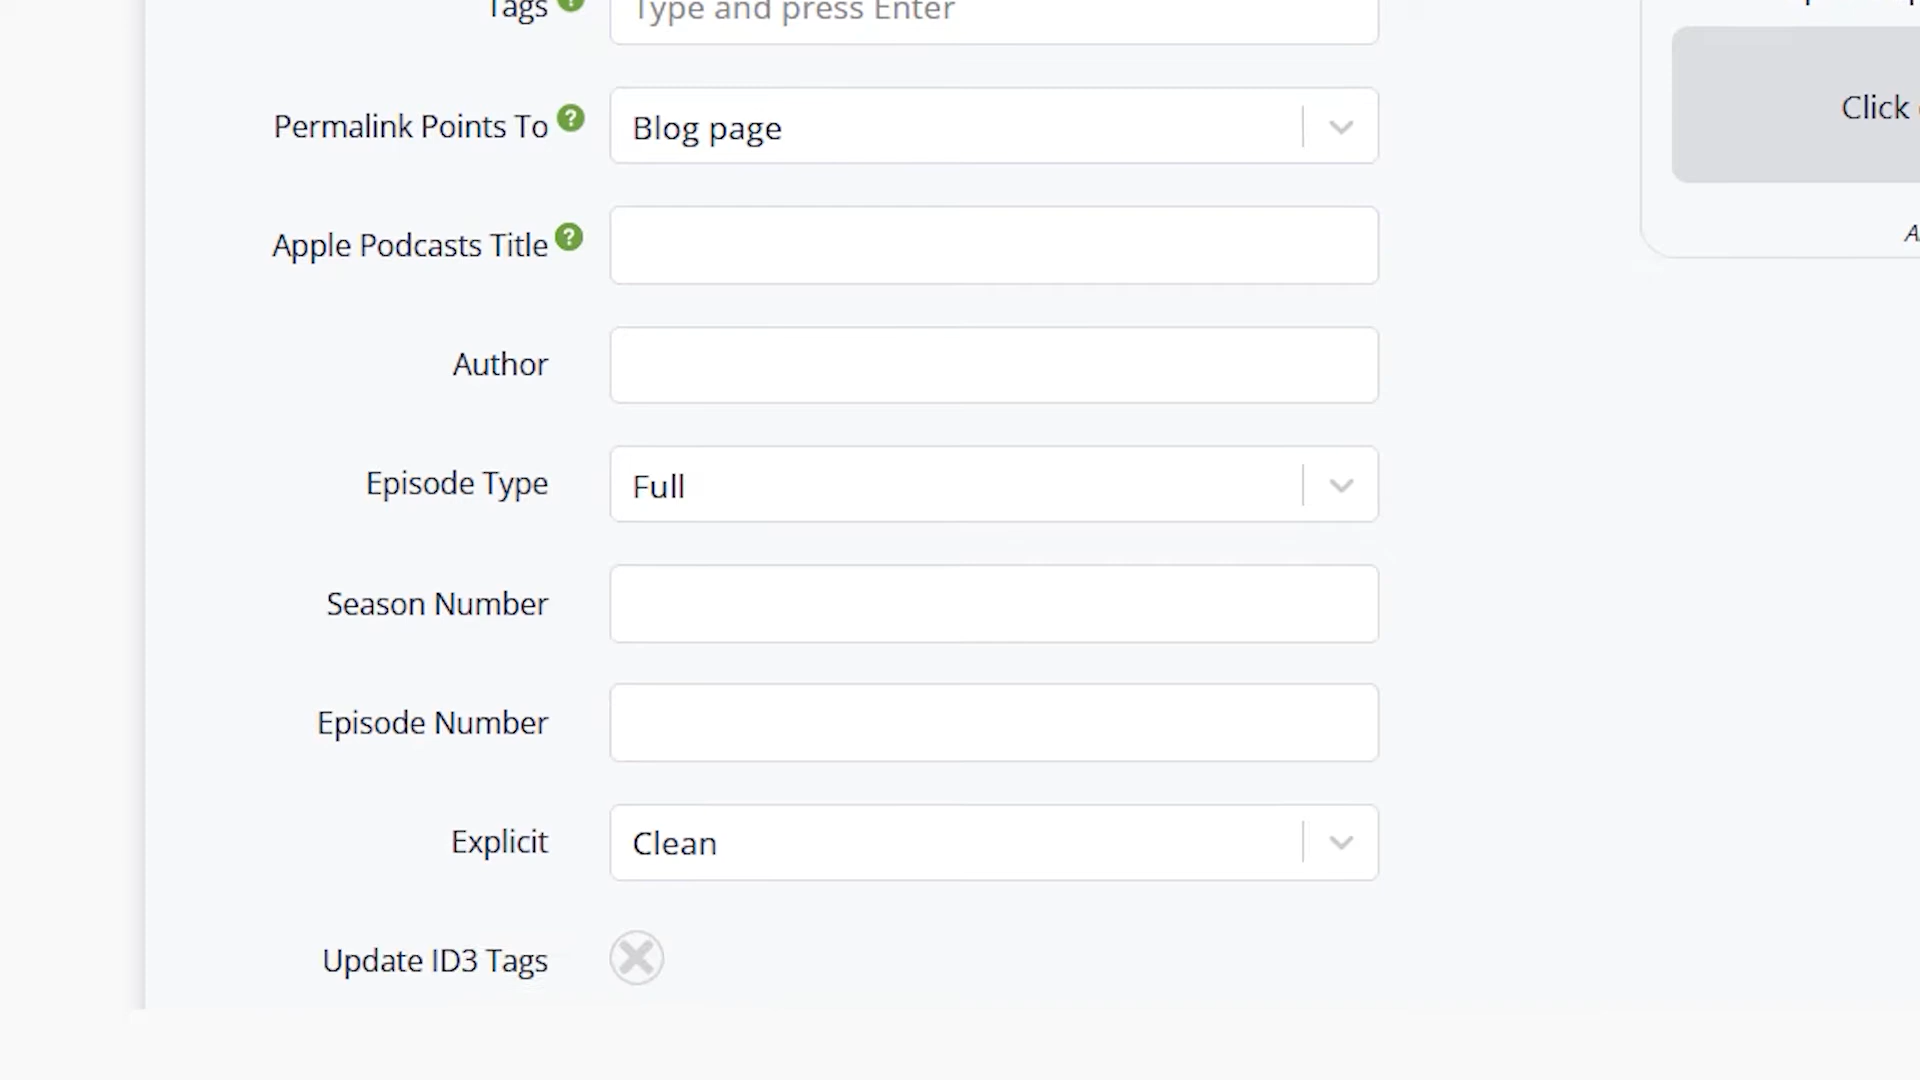 Tags ? Type and press Enter
Permalink Points To ? Blog page
Click
Apple Podcasts Title ?
Author
Episode Type Full
Season Number
Episode Number
Explicit Clean
Update ID3 Tags